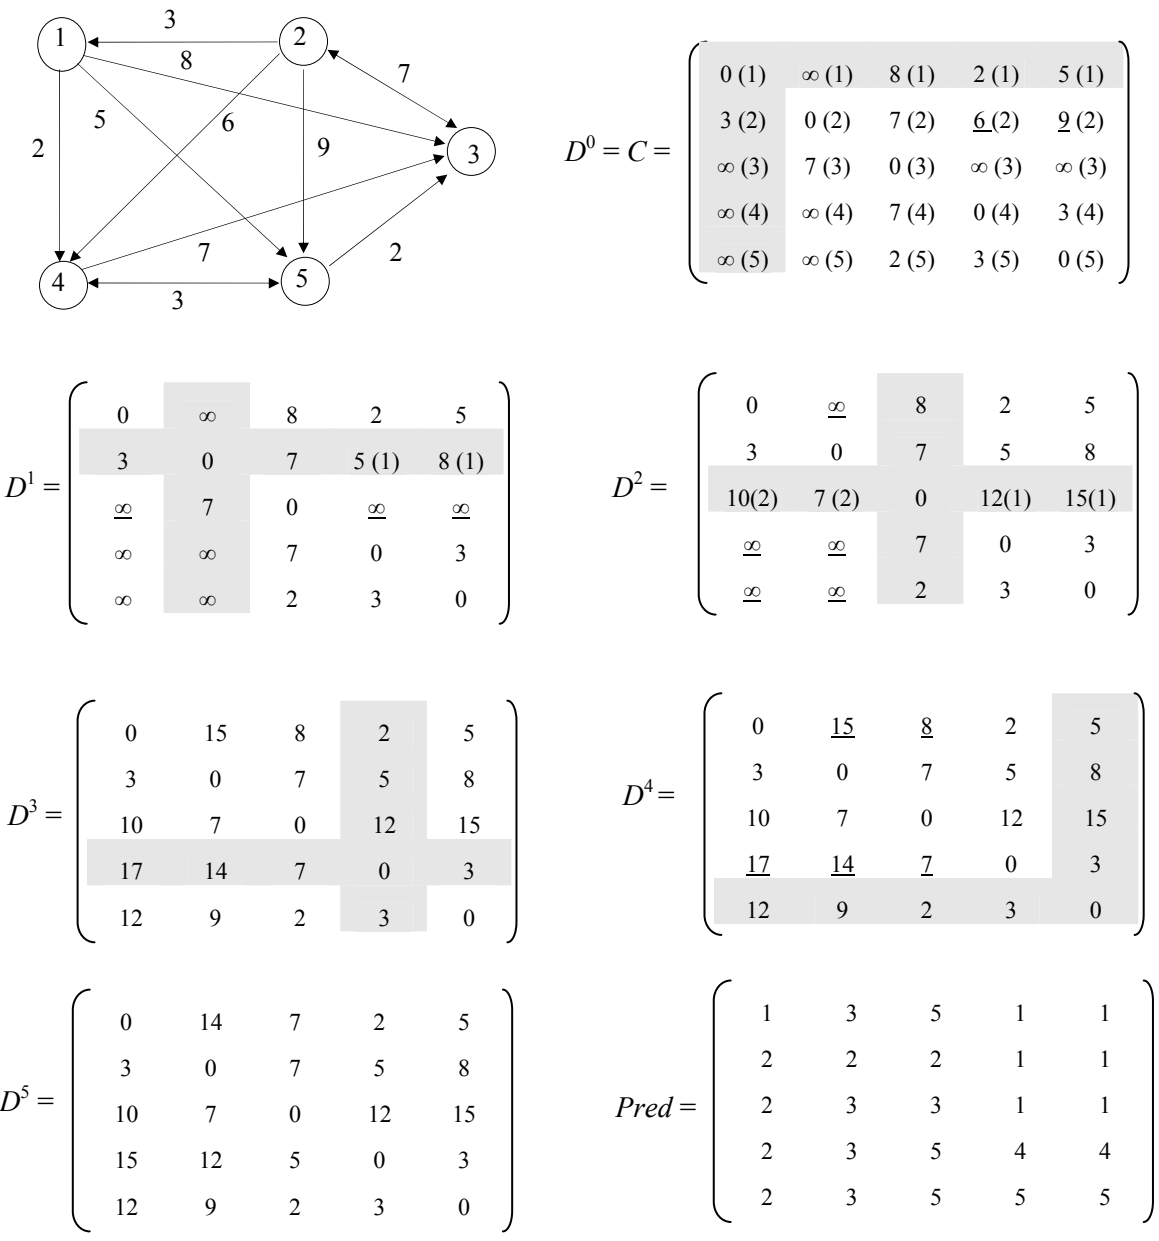 3
1
2
8
7
5
6
2
9
3
7
2
4
5
3
D⁰ = C =
0 (1) ∞ (1) 8 (1) 2 (1) 5 (1)
3 (2) 0 (2) 7 (2) 6 (2) 9 (2)
∞ (3) 7 (3) 0 (3) ∞ (3) ∞ (3)
∞ (4) ∞ (4) 7 (4) 0 (4) 3 (4)
∞ (5) ∞ (5) 2 (5) 3 (5) 0 (5)
D¹ =
0 ∞ 8 2 5
3 0 7 5 (1) 8 (1)
∞ 7 0 ∞ ∞
∞ ∞ 7 0 3
∞ ∞ 2 3 0
D² =
0 ∞ 8 2 5
3 0 7 5 8
10(2) 7 (2) 0 12(1) 15(1)
∞ ∞ 7 0 3
∞ ∞ 2 3 0
D³ =
0 15 8 2 5
3 0 7 5 8
10 7 0 12 15
17 14 7 0 3
12 9 2 3 0
D⁴ =
0 15 8 2 5
3 0 7 5 8
10 7 0 12 15
17 14 7 0 3
12 9 2 3 0
D⁵ =
0 14 7 2 5
3 0 7 5 8
10 7 0 12 15
15 12 5 0 3
12 9 2 3 0
Pred =
1 3 5 1 1
2 2 2 1 1
2 3 3 1 1
2 3 5 4 4
2 3 5 5 5